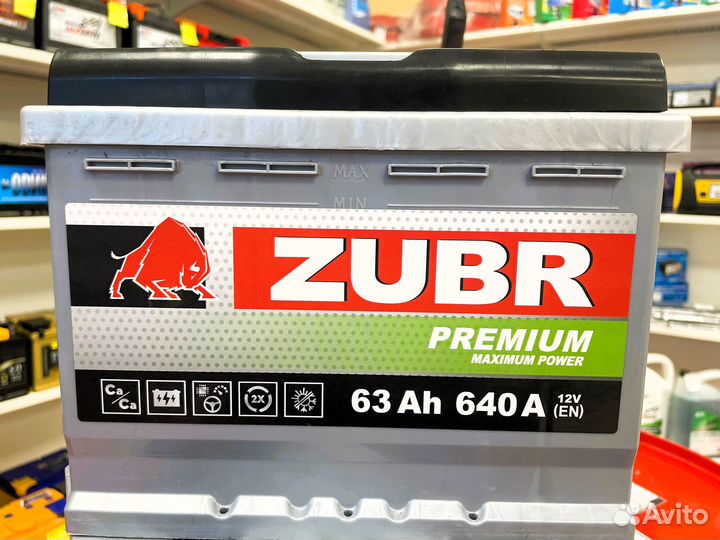 MAX
MIN
ZUBR
PREMIUM
MAXIMUM POWER
Ca/Ca
2X
63 Ah 640 A 12V (EN)
Avito